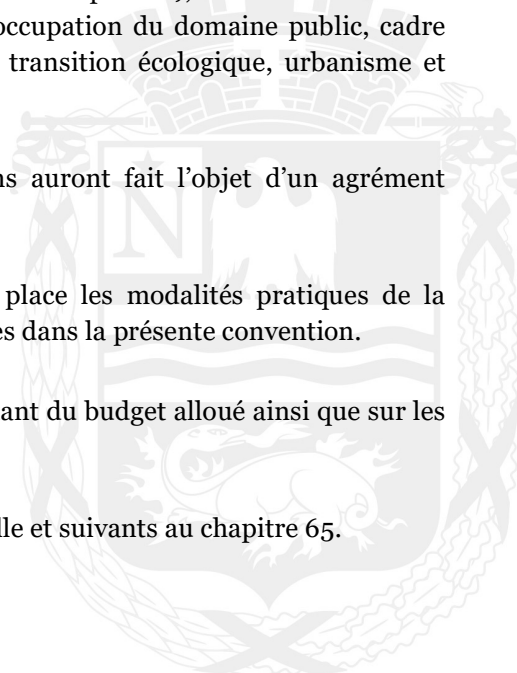 occupation du domaine public, cadre
transition écologique, urbanisme et
ns auront fait l'objet d'un agrément
place les modalités pratiques de la
es dans la présente convention.
ant du budget alloué ainsi que sur les
lle et suivants au chapitre 65.
N